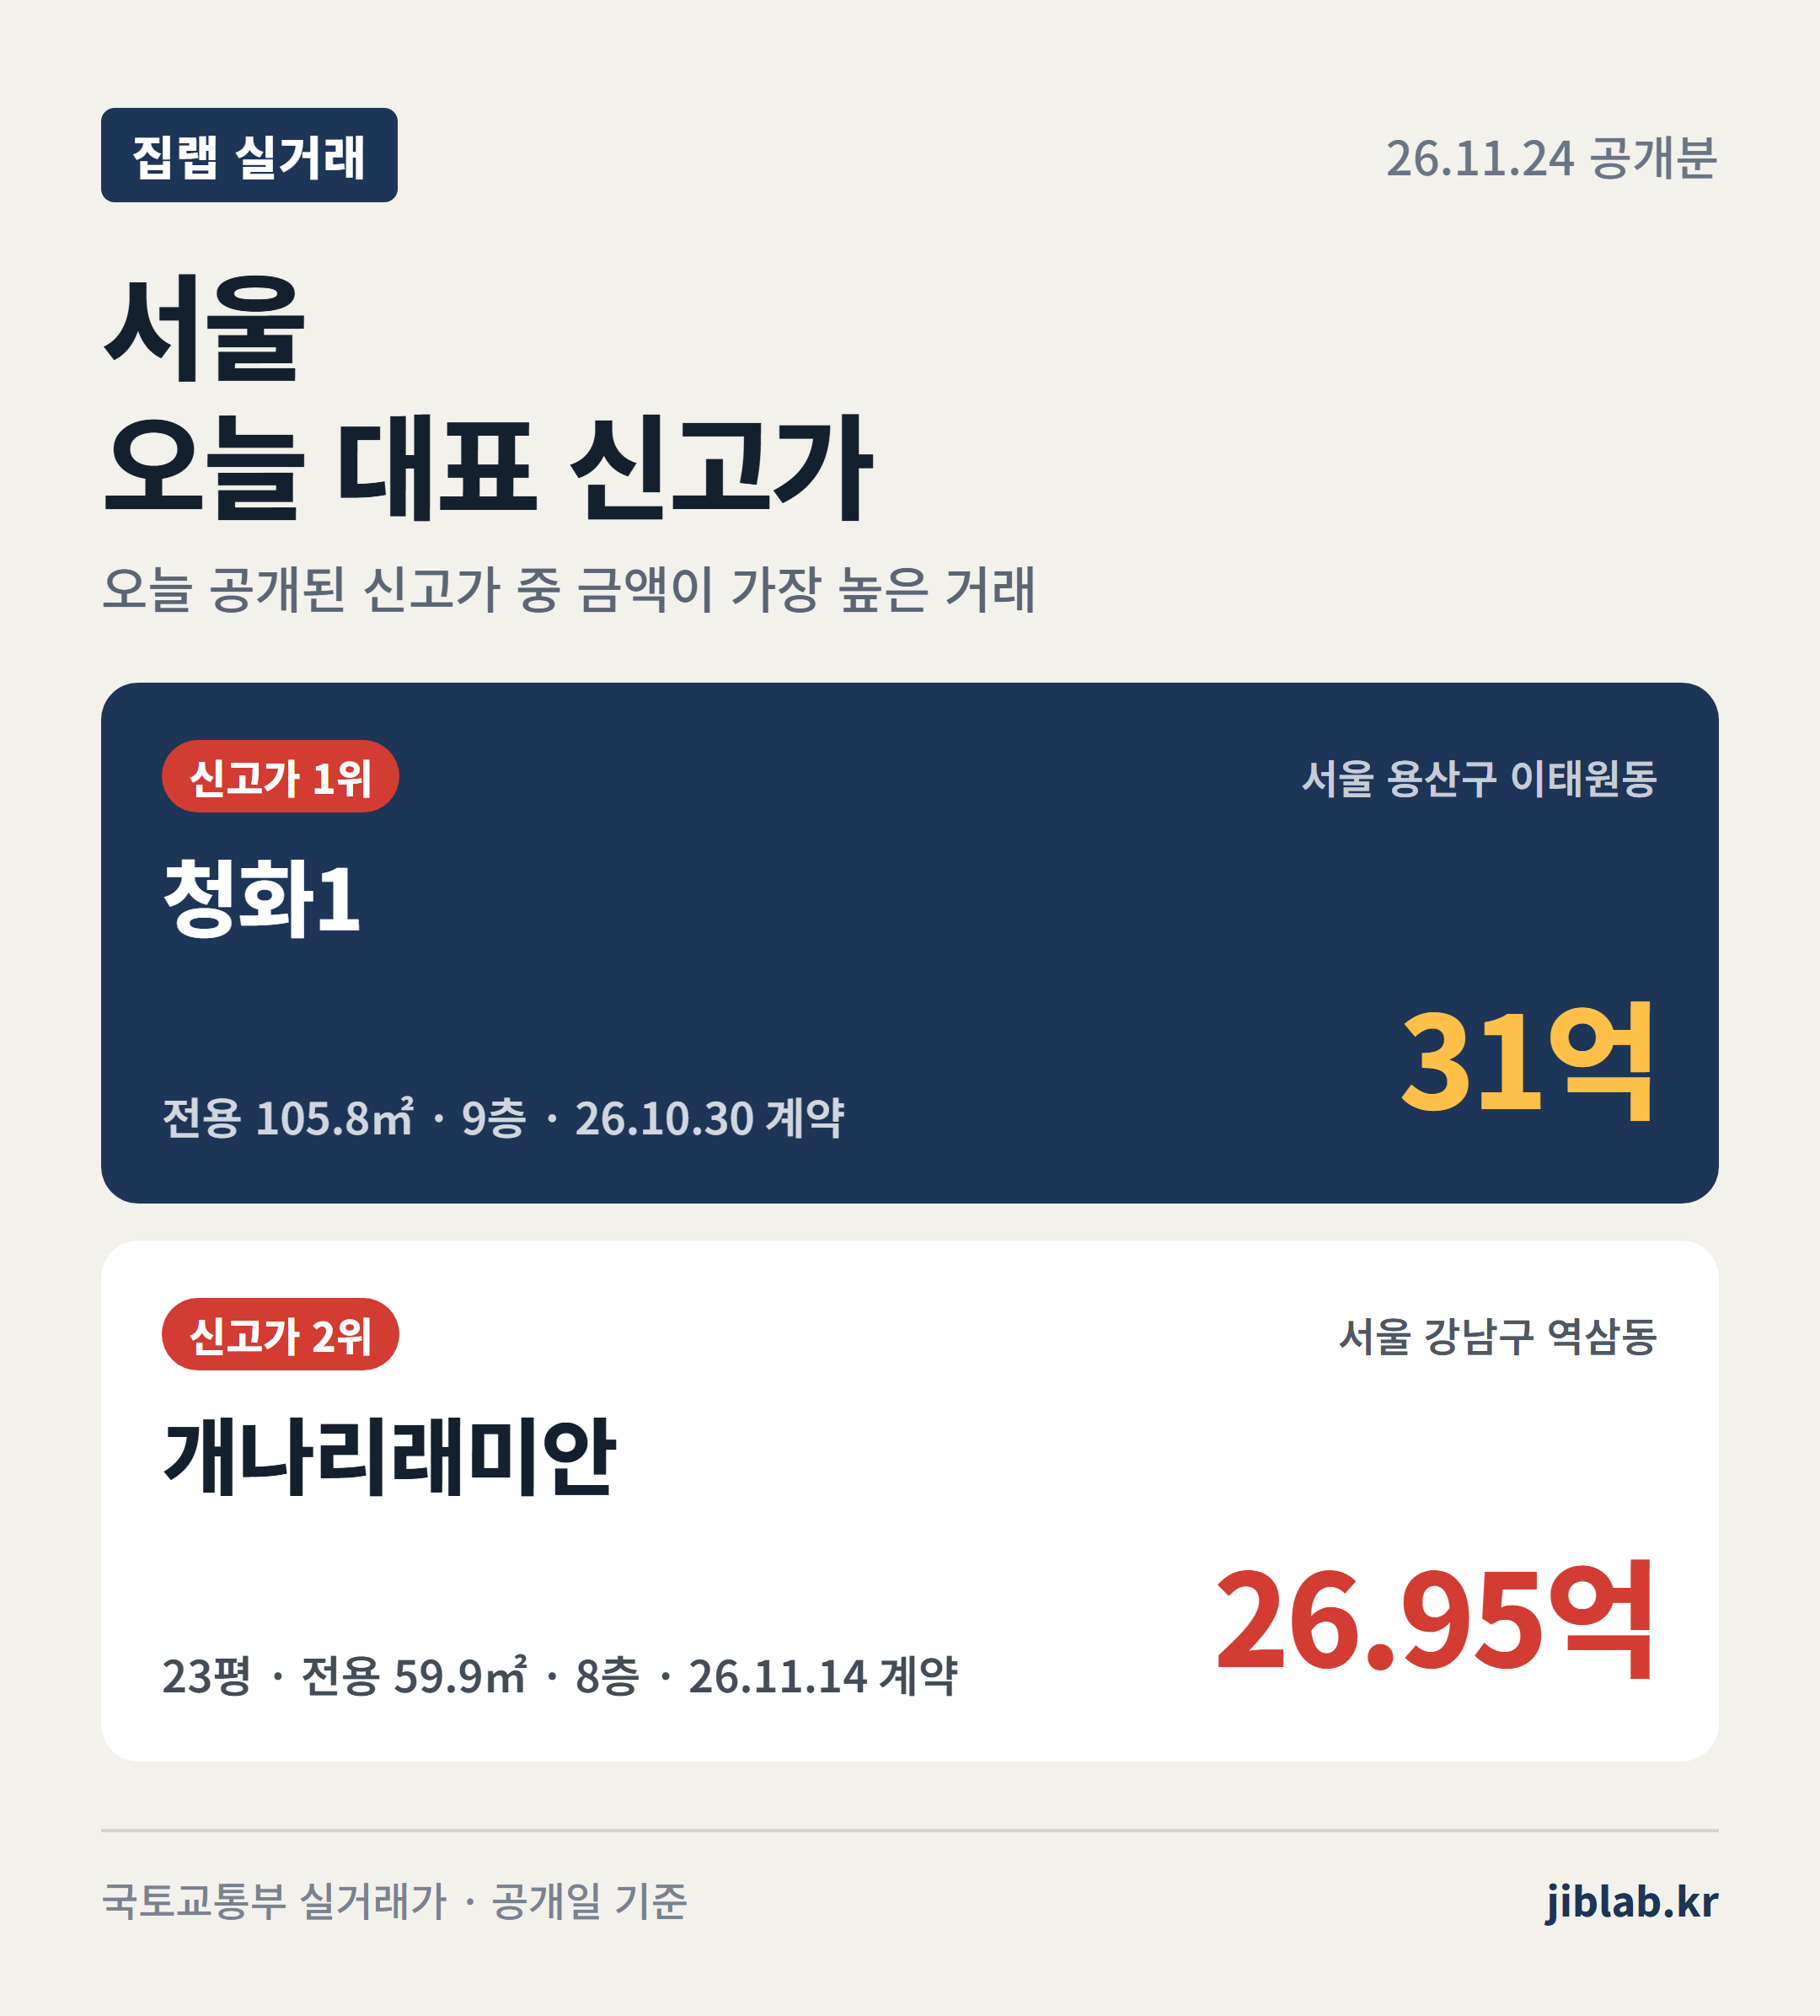 집랩 실거래
26.11.24 공개분
서울
오늘 대표 신고가
오늘 공개된 신고가 중 금액이 가장 높은 거래
신고가 1위
서울 용산구 이태원동
청화1
31억
전용 105.8㎡ · 9층 · 26.10.30 계약
신고가 2위
서울 강남구 역삼동
개나리래미안
26.95억
23평 · 전용 59.9㎡ · 8층 · 26.11.14 계약
국토교통부 실거래가 · 공개일 기준
jiblab.kr